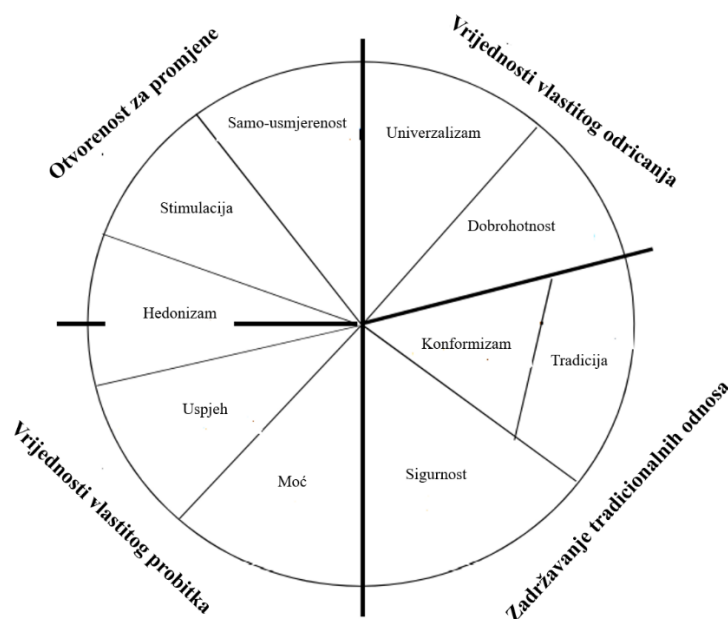 Otvorenost za promjene
Vrijednosti vlastitog odricanja
Samo-usmjerenost
Univerzalizam
Stimulacija
Dobrohotnost
Hedonizam
Konformizam
Tradicija
Uspjeh
Moć
Sigurnost
Vrijednosti vlastitog probitka
Zadržavanje tradicionalnih odnosa